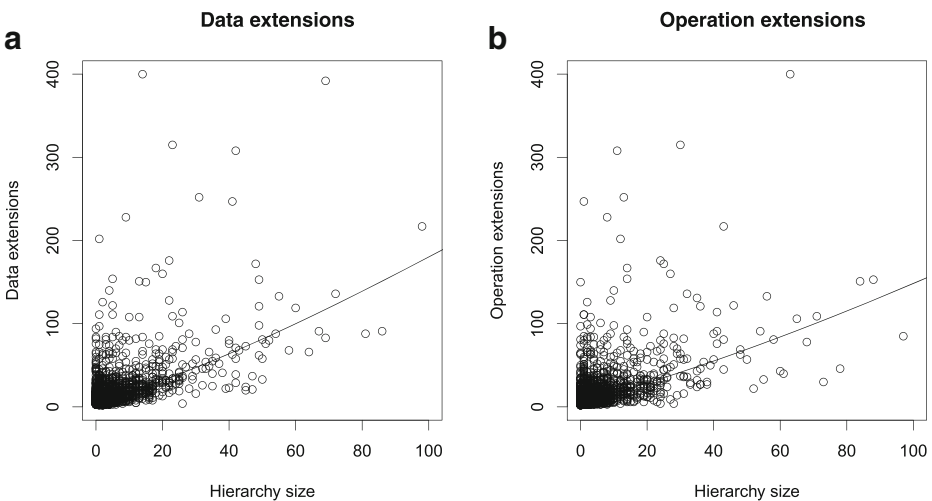 a
Data extensions
Data extensions
400
300
200
100
0
0 20 40 60 80 100
Hierarchy size
b
Operation extensions
Operation extensions
400
300
200
100
0
0 20 40 60 80 100
Hierarchy size